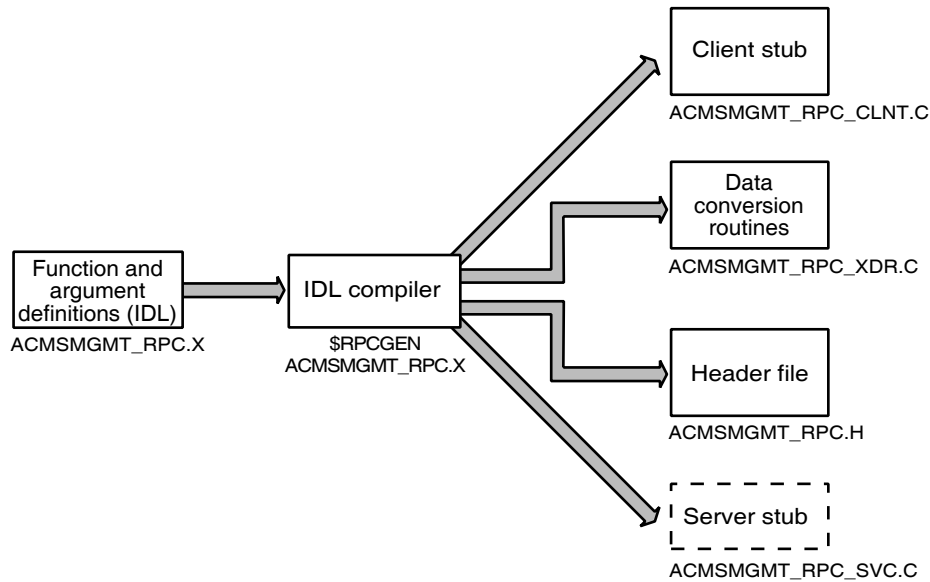 Function and
argument
definitions (IDL)
ACMSMGMT_RPC.X
IDL compiler
$RPCGEN
ACMSMGMT_RPC.X
Client stub
ACMSMGMT_RPC_CLNT.C
Data
conversion
routines
ACMSMGMT_RPC_XDR.C
Header file
ACMSMGMT_RPC.H
Server stub
ACMSMGMT_RPC_SVC.C